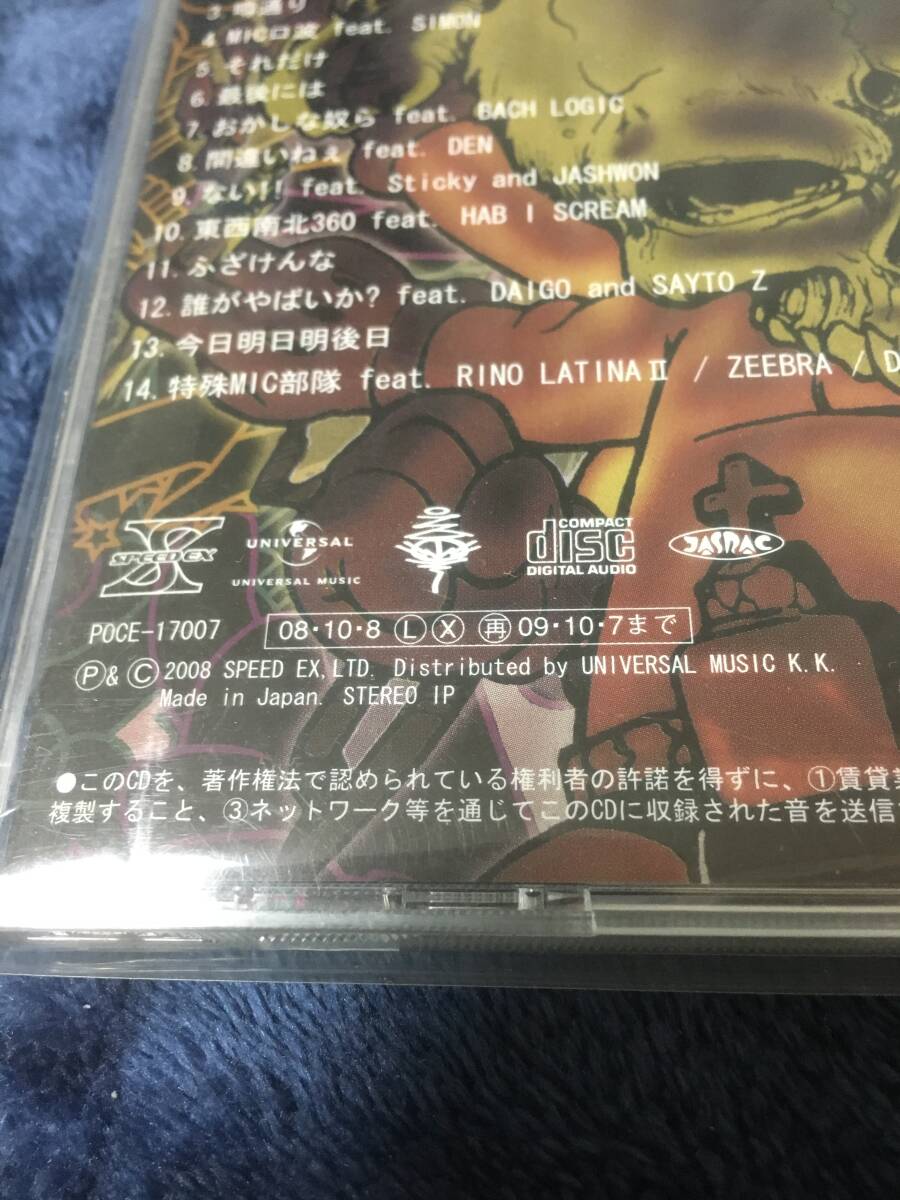 3. 噂通り
4. MIC口波 feat. SIMON
5. それだけ
6. 最後には
7. おかしな奴ら feat. BACH LOGIC
8. 間違いねぇ feat. DEN
9. ない!! feat. Sticky and JASHWON
10. 東西南北360 feat. HAB I SCREAM
11. ふざけんな
12. 誰がやばいか? feat. DAIGO and SAYTO Z
13. 今日明日明後日
14. 特殊MIC部隊 feat. RINO LATINAⅡ / ZEEBRA / D
SPEED EX
UNIVERSAL
UNIVERSAL MUSIC
COMPACT
disc
DIGITAL AUDIO
JASRAC
POCE-17007
08・10・8 Ⓛ Ⓧ ㊢ 09・10・7まで
Ⓟ&Ⓒ 2008 SPEED EX,LTD. Distributed by UNIVERSAL MUSIC K.K.
Made in Japan. STEREO IP
●このCDを、著作権法で認められている権利者の許諾を得ずに、①賃貸
複製すること、③ネットワーク等を通じてこのCDに収録された音を送信